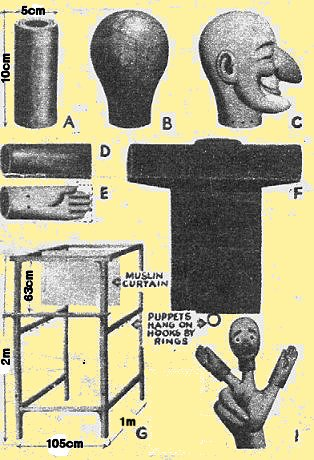 5cm
10cm
A
B
C
D
E
F
MUSLIN
CURTAIN
63cm
PUPPETS
HANG ON
HOOKS BY
RINGS
2m
1m
G
105cm
I